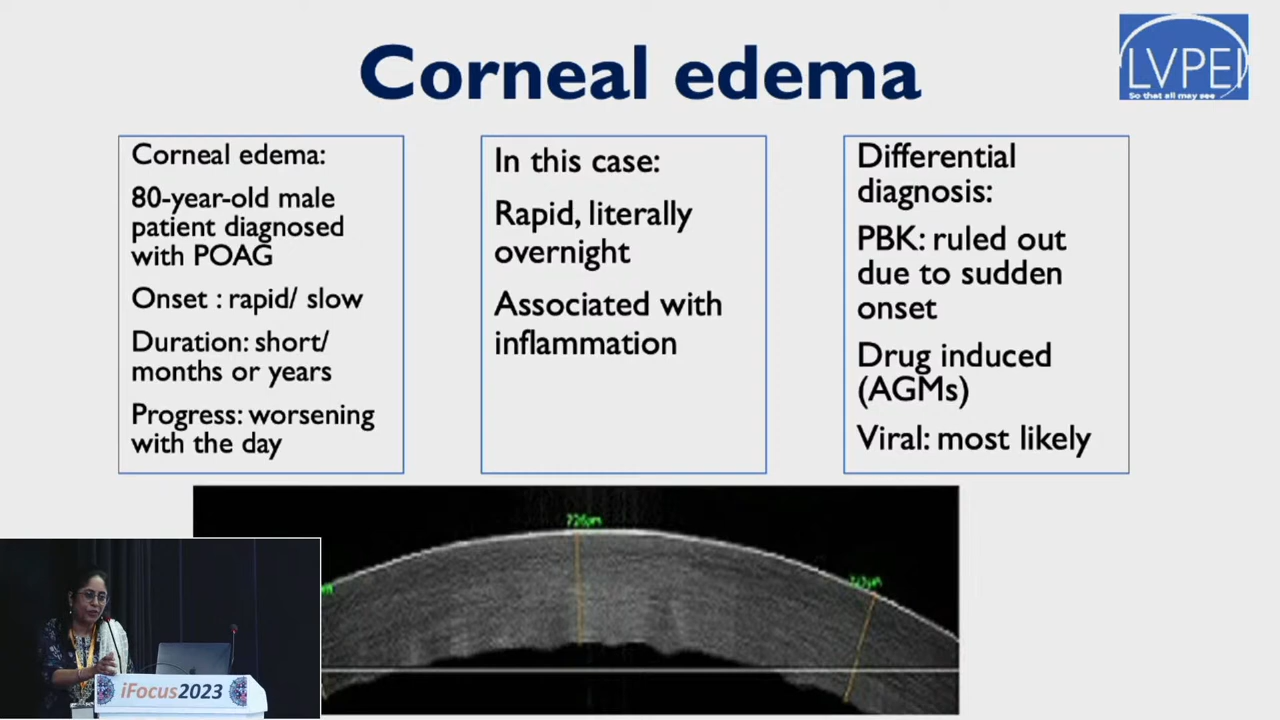 Corneal edema
LVPEI
So that all may see
Corneal edema:
80-year-old male
patient diagnosed
with POAG
Onset : rapid/ slow
Duration: short/
months or years
Progress: worsening
with the day
In this case:
Rapid, literally
overnight
Associated with
inflammation
Differential
diagnosis:
PBK: ruled out
due to sudden
onset
Drug induced
(AGMs)
Viral: most likely
726µm
iFocus2023